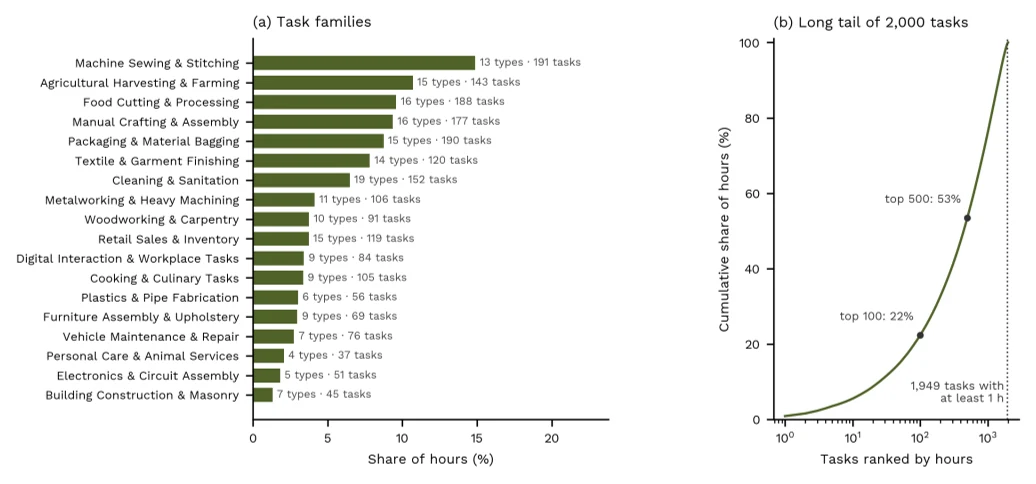 (a) Task families
Machine Sewing & Stitching 13 types · 191 tasks
Agricultural Harvesting & Farming 15 types · 143 tasks
Food Cutting & Processing 16 types · 188 tasks
Manual Crafting & Assembly 16 types · 177 tasks
Packaging & Material Bagging 15 types · 190 tasks
Textile & Garment Finishing 14 types · 120 tasks
Cleaning & Sanitation 19 types · 152 tasks
Metalworking & Heavy Machining 11 types · 106 tasks
Woodworking & Carpentry 10 types · 91 tasks
Retail Sales & Inventory 15 types · 119 tasks
Digital Interaction & Workplace Tasks 9 types · 84 tasks
Cooking & Culinary Tasks 9 types · 105 tasks
Plastics & Pipe Fabrication 6 types · 56 tasks
Furniture Assembly & Upholstery 9 types · 69 tasks
Vehicle Maintenance & Repair 7 types · 76 tasks
Personal Care & Animal Services 4 types · 37 tasks
Electronics & Circuit Assembly 5 types · 51 tasks
Building Construction & Masonry 7 types · 45 tasks
0 5 10 15 20
Share of hours (%)
(b) Long tail of 2,000 tasks
Cumulative share of hours (%)
100
80
60
40
20
0
top 500: 53%
top 100: 22%
1,949 tasks with
at least 1 h
10⁰ 10¹ 10² 10³
Tasks ranked by hours